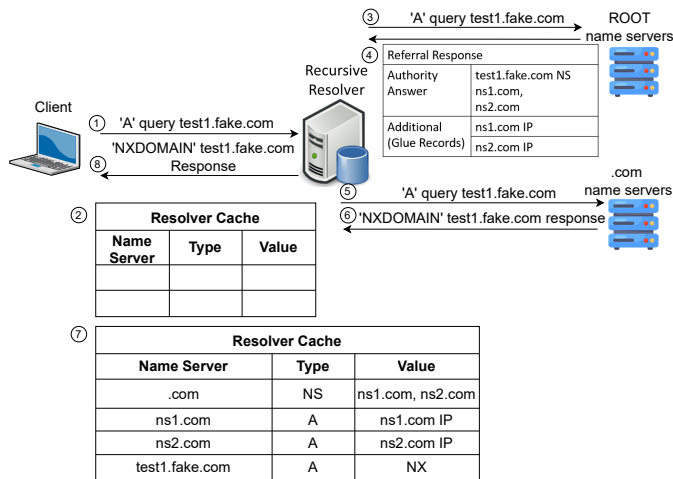 ③ 'A' query test1.fake.com
ROOT
name servers
④ Referral Response
Authority
Answer
test1.fake.com NS
ns1.com,
ns2.com
Additional
(Glue Records)
ns1.com IP
ns2.com IP
Recursive
Resolver
Client
① 'A' query test1.fake.com
'NXDOMAIN' test1.fake.com
⑧ Response
.com
name servers
⑤ 'A' query test1.fake.com
⑥ 'NXDOMAIN' test1.fake.com response
② Resolver Cache
Name
Server
Type
Value
⑦ Resolver Cache
Name Server Type Value
.com NS ns1.com, ns2.com
ns1.com A ns1.com IP
ns2.com A ns2.com IP
test1.fake.com A NX